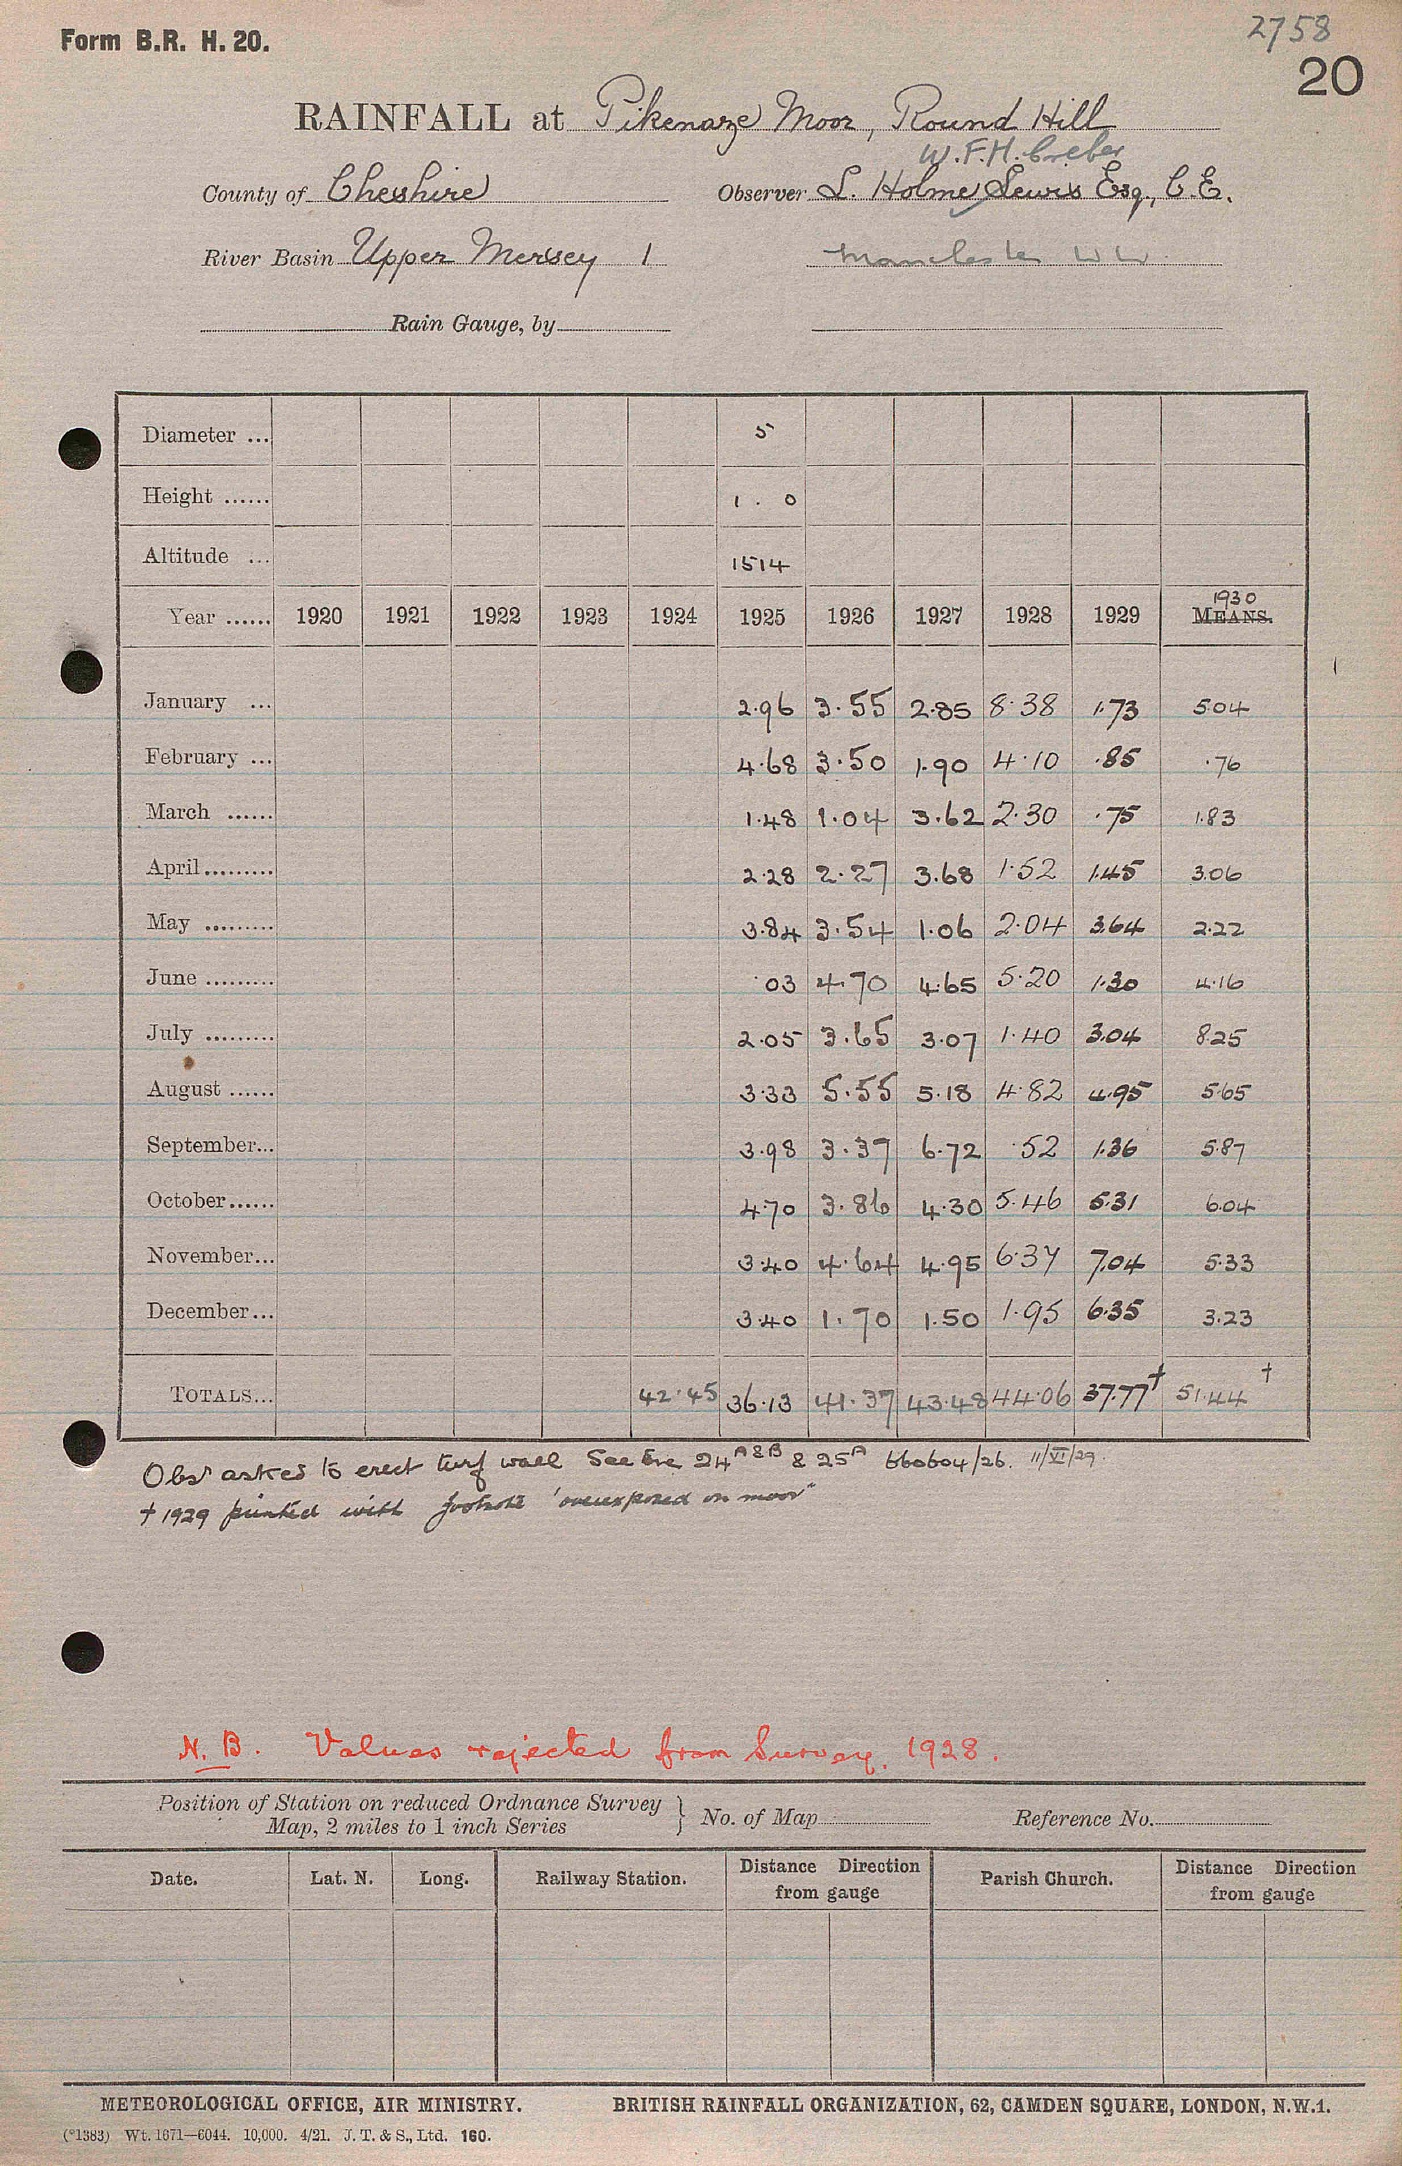 Form B.R. H. 20.
2758
20
RAINFALL at Pikenaze Moor, Round Hill
W.F.H. Creber
County of Cheshire Observer L. Holme Lewis Esq., C.E.
River Basin Upper Mersey 1 Manchester W W.
Rain Gauge, by
Diameter ... 5
Height ...... 1 . 0
Altitude ... 1514
1930
Year ...... 1920 1921 1922 1923 1924 1925 1926 1927 1928 1929 MEANS.
January ... 2.96 3.55 2.85 8.38 1.73 5.04
February ... 4.68 3.50 1.90 4.10 .85 .76
March ...... 1.48 1.04 3.62 2.30 .75 1.83
April ......... 2.28 2.27 3.68 1.52 1.45 3.06
May ......... 3.84 3.54 1.06 2.04 3.64 2.22
June ......... .03 4.70 4.65 5.20 1.30 4.16
July ......... 2.05 3.65 3.07 1.40 3.04 8.25
August ...... 3.33 5.55 5.18 4.82 4.95 5.65
September... 3.98 3.37 6.72 .52 1.36 5.87
October...... 4.70 3.86 4.30 5.46 5.31 6.04
November... 3.40 4.64 4.95 6.37 7.04 5.33
December... 3.40 1.70 1.50 1.95 6.35 3.23
TOTALS... 42.45 36.13 41.37 43.48 44.06 37.77† 51.44†
Obsr asked to erect turf wall See Enc 24A&B & 25A 660604/26. 11/VI/29.
† 1929 printed with footnote "overexposed on moor"
N.B. Values rejected from Survey. 1928.
Position of Station on reduced Ordnance Survey
Map, 2 miles to 1 inch Series } No. of Map Reference No.
Date. Lat. N. Long. Railway Station. Distance Direction from gauge Parish Church. Distance Direction from gauge
METEOROLOGICAL OFFICE, AIR MINISTRY. BRITISH RAINFALL ORGANIZATION, 62, CAMDEN SQUARE, LONDON, N.W.1.
(*1383) Wt. 1671—6044. 10,000. 4/21. J. T. & S., Ltd. 160.